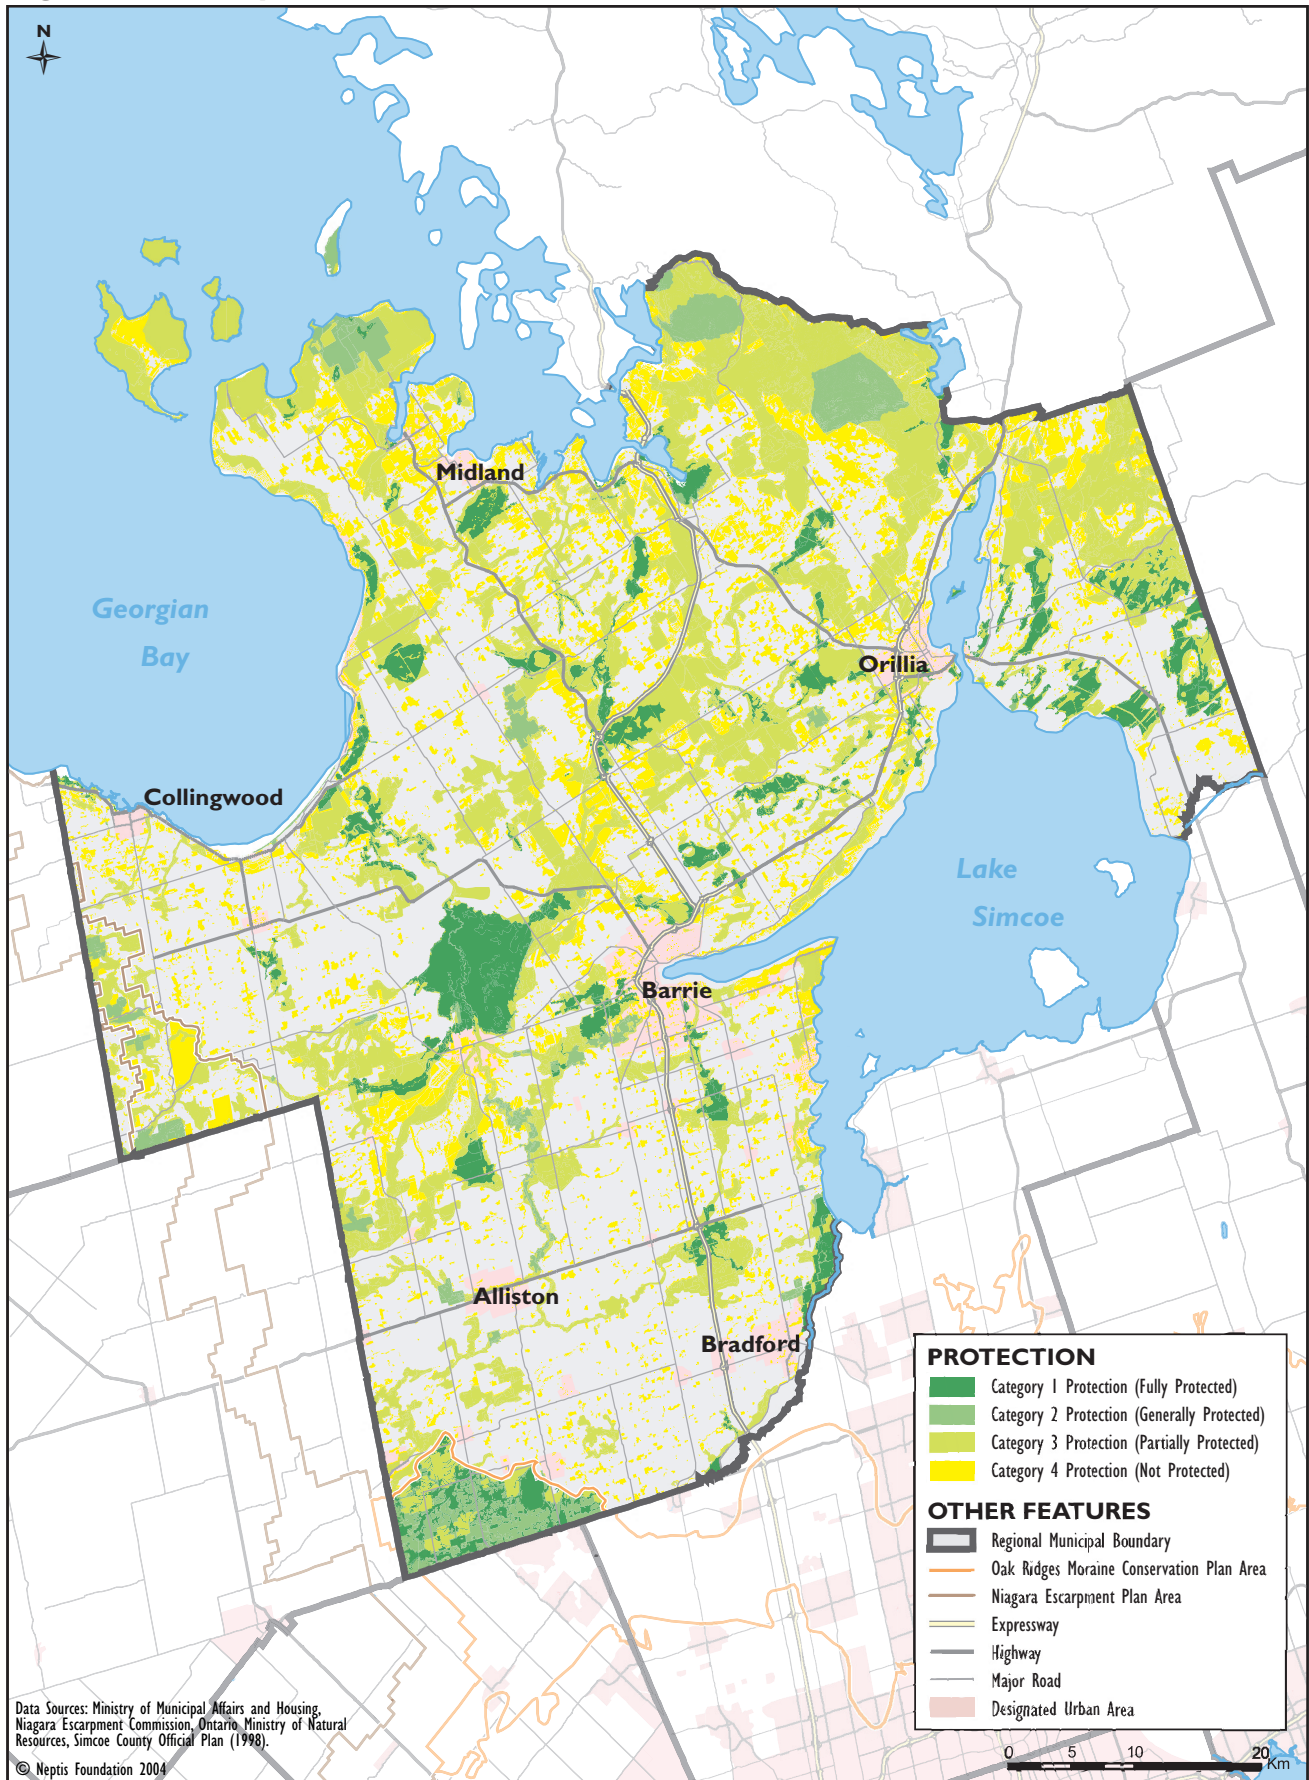 N
Midland
Georgian
Bay
Orillia
Collingwood
Lake
Simcoe
Barrie
Alliston
Bradford
PROTECTION
Category 1 Protection (Fully Protected)
Category 2 Protection (Generally Protected)
Category 3 Protection (Partially Protected)
Category 4 Protection (Not Protected)
OTHER FEATURES
Regional Municipal Boundary
Oak Ridges Moraine Conservation Plan Area
Niagara Escarpment Plan Area
Expressway
Highway
Major Road
Designated Urban Area
Data Sources: Ministry of Municipal Affairs and Housing,
Niagara Escarpment Commission, Ontario Ministry of Natural
Resources, Simcoe County Official Plan (1998).
© Neptis Foundation 2004
0 5 10 20 Km